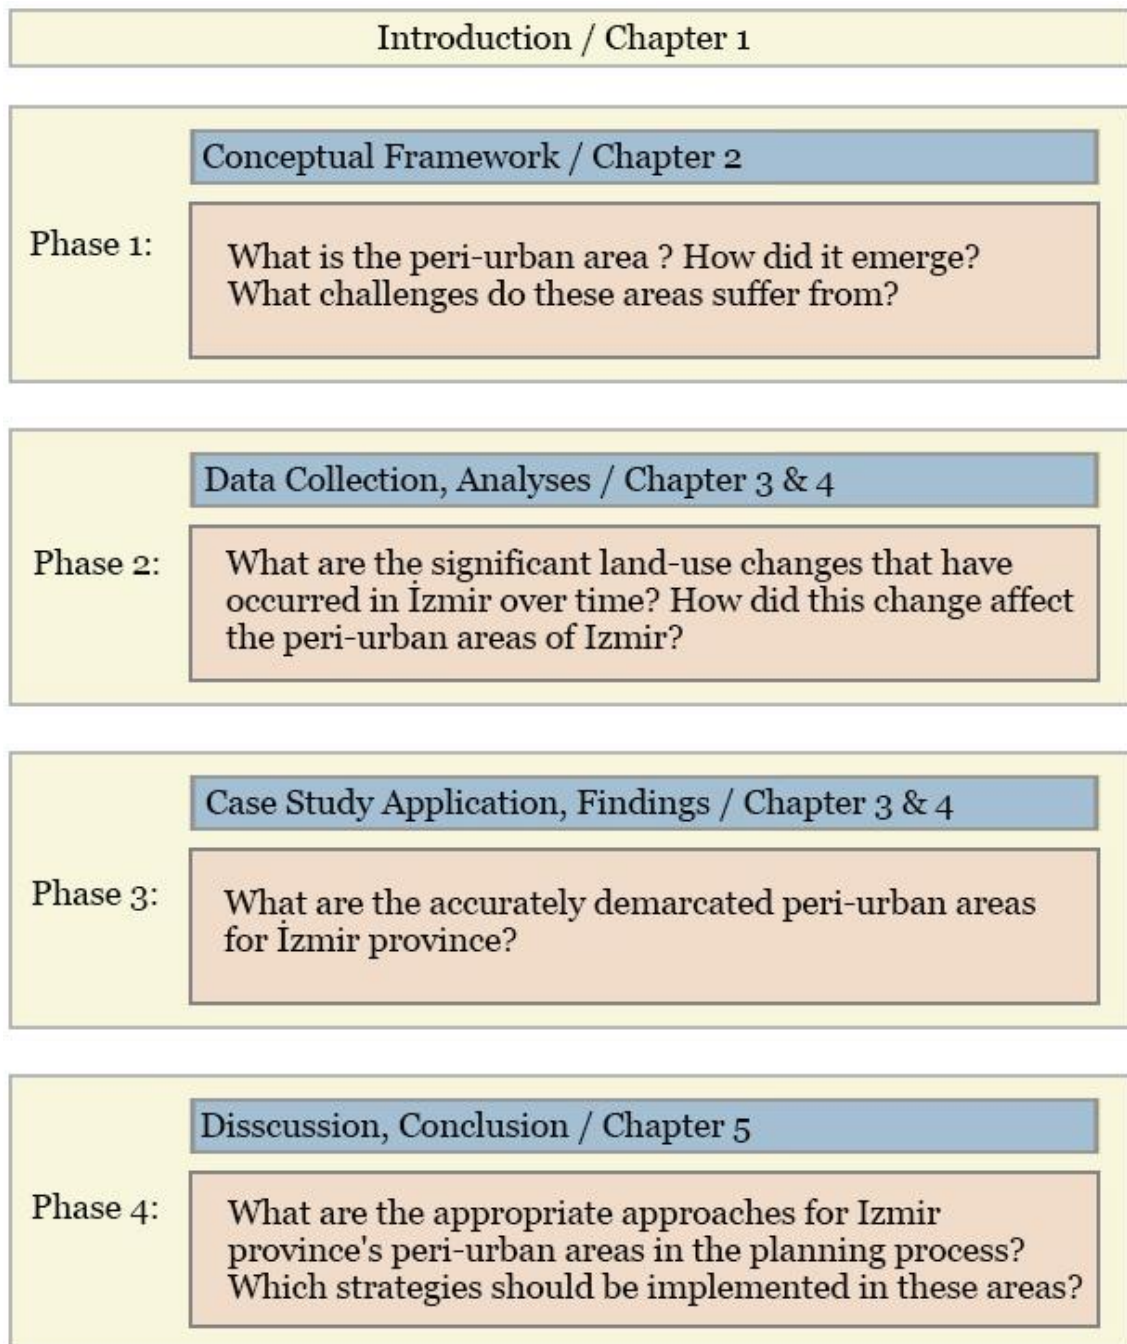 Introduction / Chapter 1
Conceptual Framework / Chapter 2
Phase 1:
What is the peri-urban area ? How did it emerge?
What challenges do these areas suffer from?
Data Collection, Analyses / Chapter 3 & 4
Phase 2:
What are the significant land-use changes that have
occurred in İzmir over time? How did this change affect
the peri-urban areas of Izmir?
Case Study Application, Findings / Chapter 3 & 4
Phase 3:
What are the accurately demarcated peri-urban areas
for İzmir province?
Disscussion, Conclusion / Chapter 5
Phase 4:
What are the appropriate approaches for Izmir
province's peri-urban areas in the planning process?
Which strategies should be implemented in these areas?